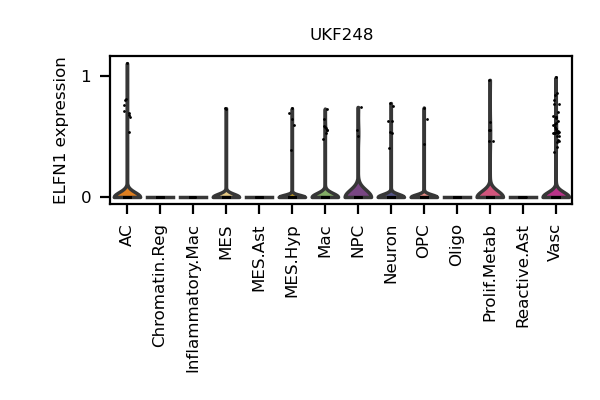 UKF248
ELFN1 expression
1
0
AC
Chromatin.Reg
Inflammatory.Mac
MES
MES.Ast
MES.Hyp
Mac
NPC
Neuron
OPC
Oligo
Prolif.Metab
Reactive.Ast
Vasc